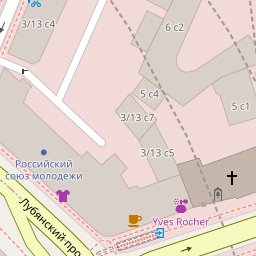 3/13 с4
6 с2
5 с4
5 с1
3/13 с7
3/13 с5
Российский
союз молодежи
Yves Rocher
Лубянский